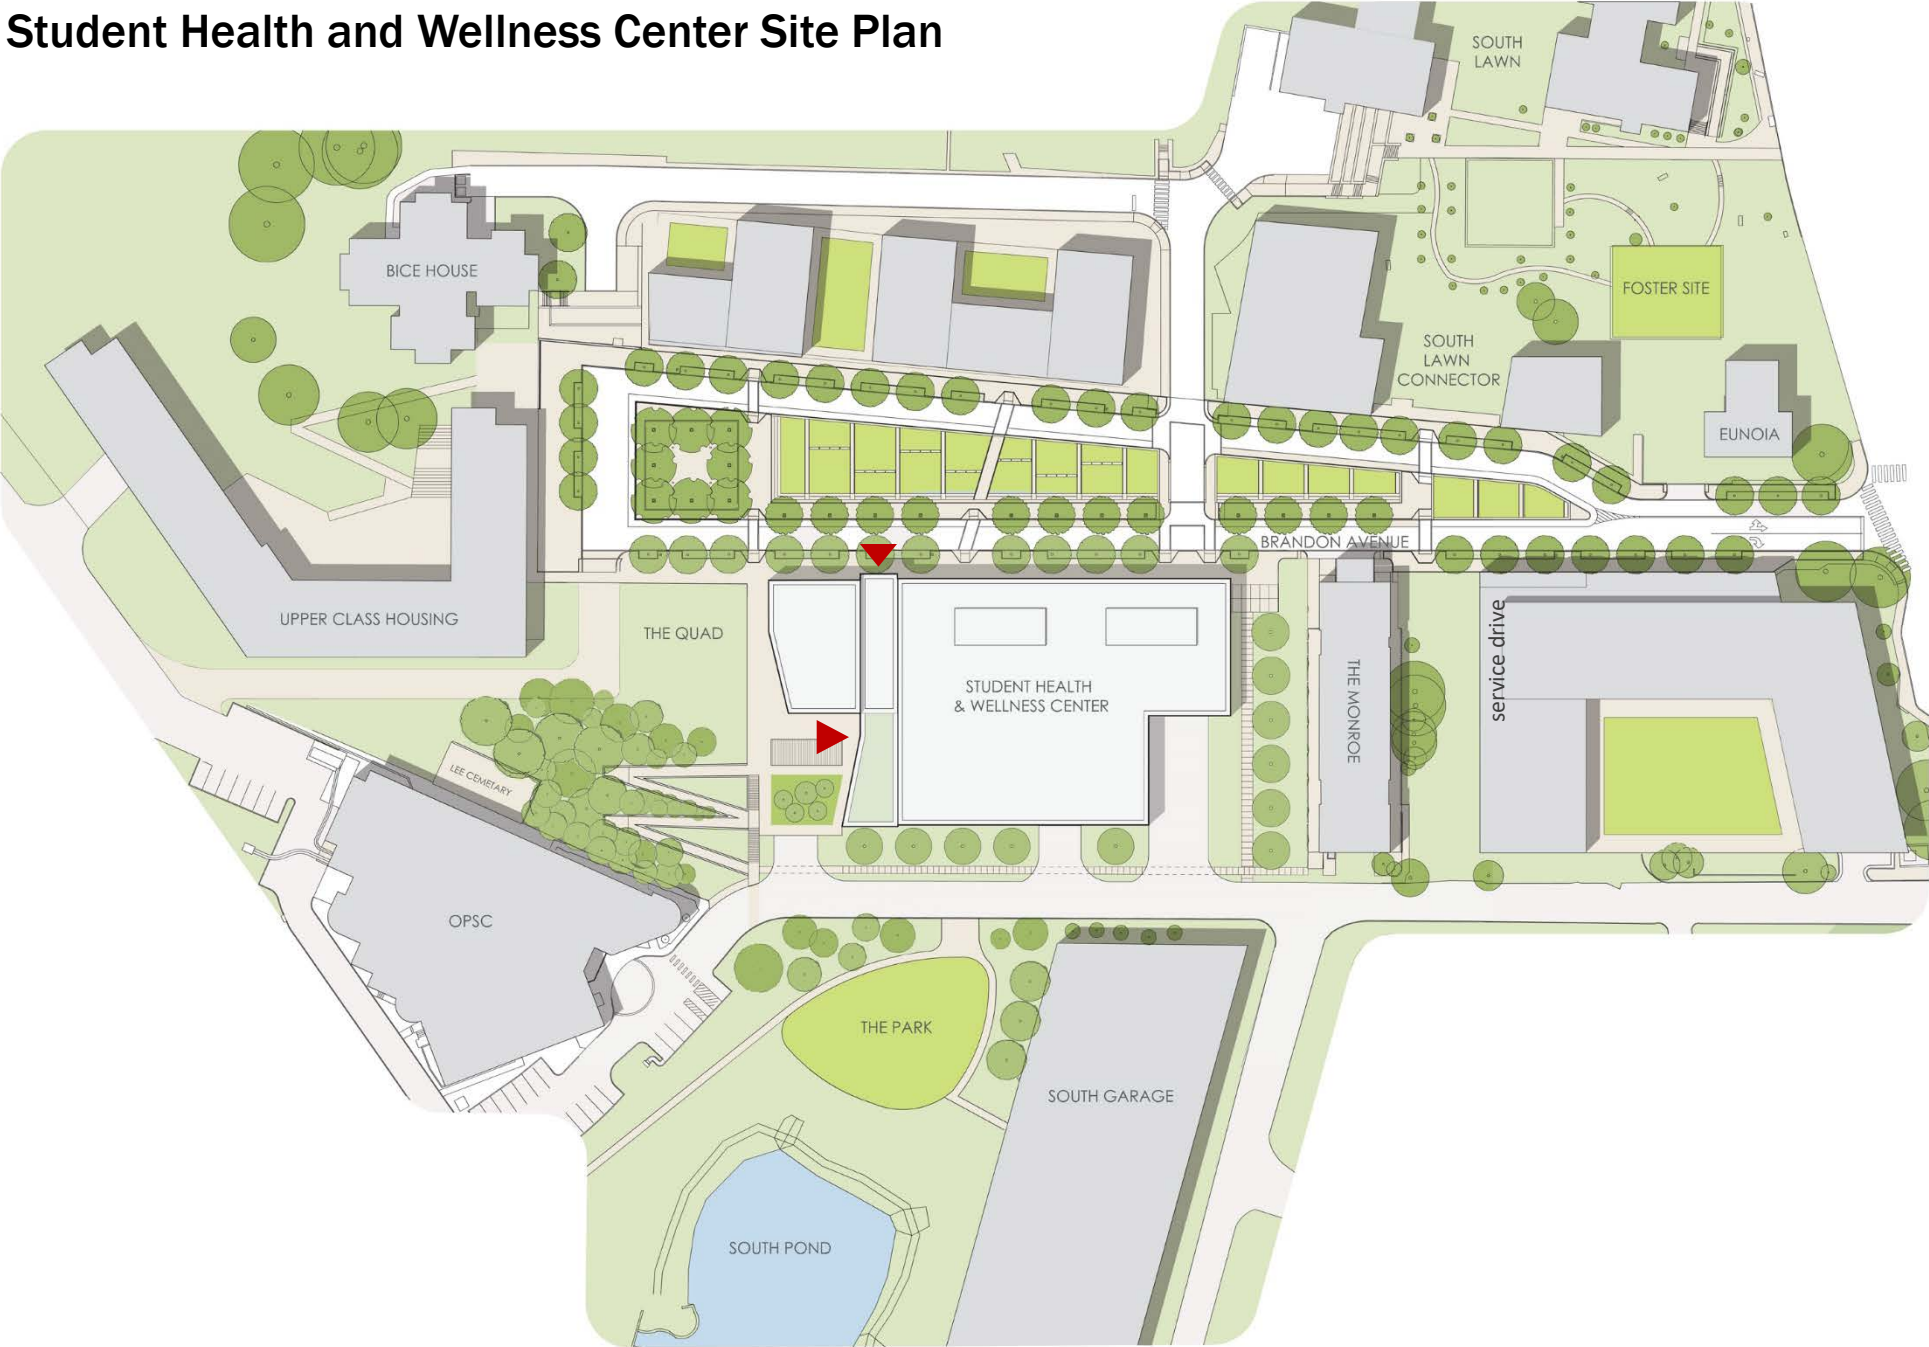 Student Health and Wellness Center Site Plan
SOUTH
LAWN
BICE HOUSE
FOSTER SITE
SOUTH
LAWN
CONNECTOR
EUNOIA
BRANDON AVENUE
UPPER CLASS HOUSING
THE QUAD
STUDENT HEALTH
& WELLNESS CENTER
THE MONROE
service drive
LEE CEMETARY
OPSC
THE PARK
SOUTH GARAGE
SOUTH POND